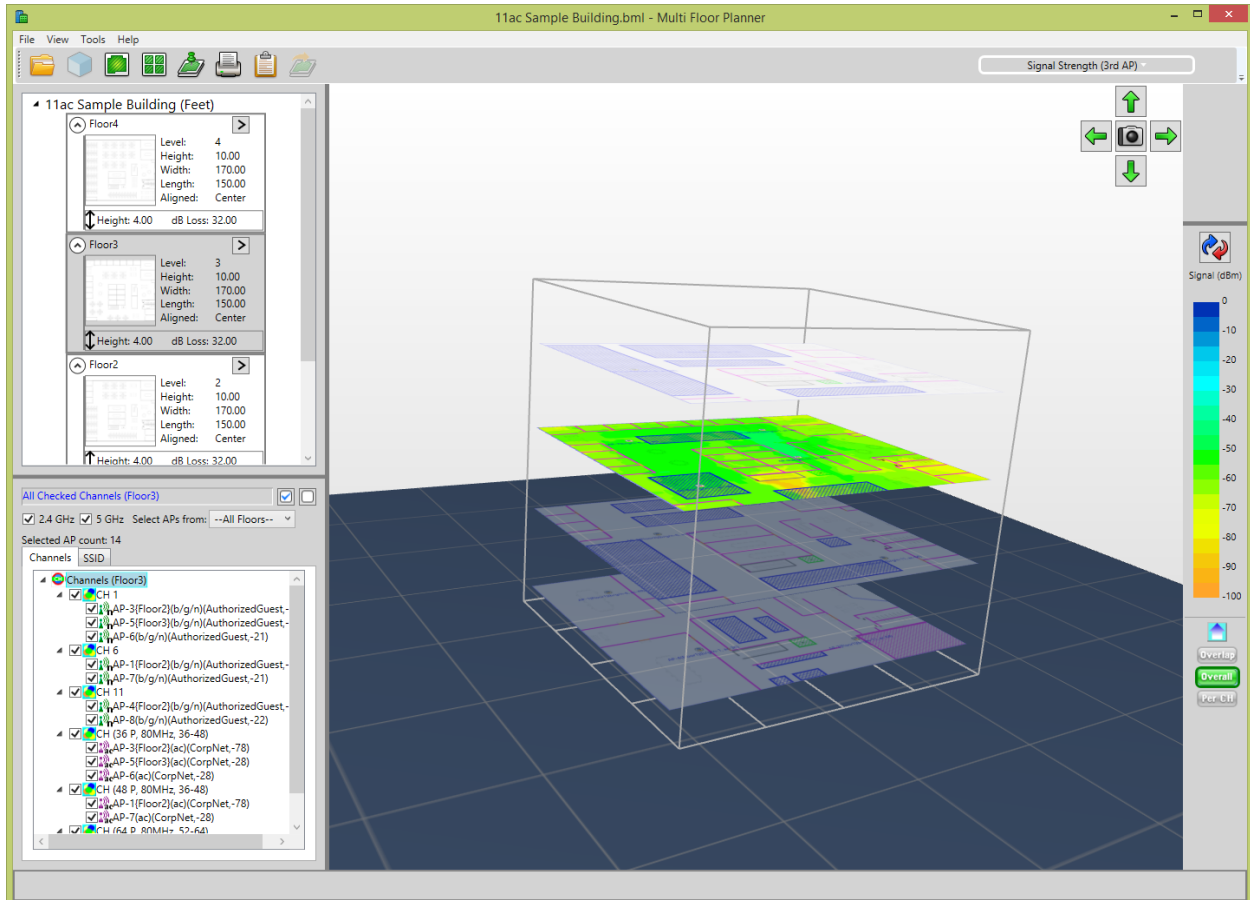 11ac Sample Building.bml - Multi Floor Planner
File View Tools Help
Signal Strength (3rd AP)
11ac Sample Building (Feet)
Floor4
Level: 4
Height: 10.00
Width: 170.00
Length: 150.00
Aligned: Center
Height: 4.00 dB Loss: 32.00
Floor3
Level: 3
Height: 10.00
Width: 170.00
Length: 150.00
Aligned: Center
Height: 4.00 dB Loss: 32.00
Floor2
Level: 2
Height: 10.00
Width: 170.00
Length: 150.00
Aligned: Center
Height: 4.00 dB Loss: 32.00
All Checked Channels (Floor3)
2.4 GHz 5 GHz Select APs from: --All Floors--
Selected AP count: 14
Channels SSID
Channels (Floor3)
CH 1
AP-3{Floor2}(b/g/n)(AuthorizedGuest,-
AP-5{Floor3}(b/g/n)(AuthorizedGuest,-
AP-6(b/g/n)(AuthorizedGuest,-21)
CH 6
AP-1{Floor2}(b/g/n)(AuthorizedGuest,-
AP-7(b/g/n)(AuthorizedGuest,-21)
CH 11
AP-4{Floor2}(b/g/n)(AuthorizedGuest,-
AP-8(b/g/n)(AuthorizedGuest,-22)
CH (36 P, 80MHz, 36-48)
AP-3{Floor2}(ac)(CorpNet,-78)
AP-5{Floor3}(ac)(CorpNet,-28)
AP-6(ac)(CorpNet,-28)
CH (48 P, 80MHz, 36-48)
AP-1{Floor2}(ac)(CorpNet,-78)
AP-7(ac)(CorpNet,-28)
CH (64 P, 80MHz, 52-64)
Signal (dBm)
0
-10
-20
-30
-40
-50
-60
-70
-80
-90
-100
Overlap
Overall
Per CH